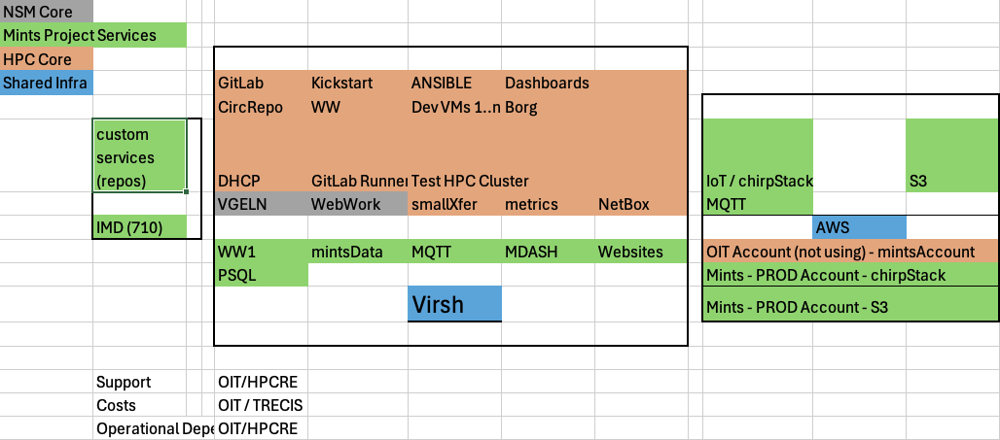 NSM Core
Mints Project Services
HPC Core
Shared Infra
GitLab Kickstart ANSIBLE Dashboards
CircRepo WW Dev VMs 1..n Borg
custom
services
(repos)
DHCP GitLab Runner Test HPC Cluster
IoT / chirpStack S3
VGELN WebWork smallXfer metrics NetBox
MQTT
IMD (710)
AWS
WW1 mintsData MQTT MDASH Websites
OIT Account (not using) - mintsAccount
PSQL
Mints - PROD Account - chirpStack
Virsh
Mints - PROD Account - S3
Support OIT/HPCRE
Costs OIT / TRECIS
Operational Depe OIT/HPCRE